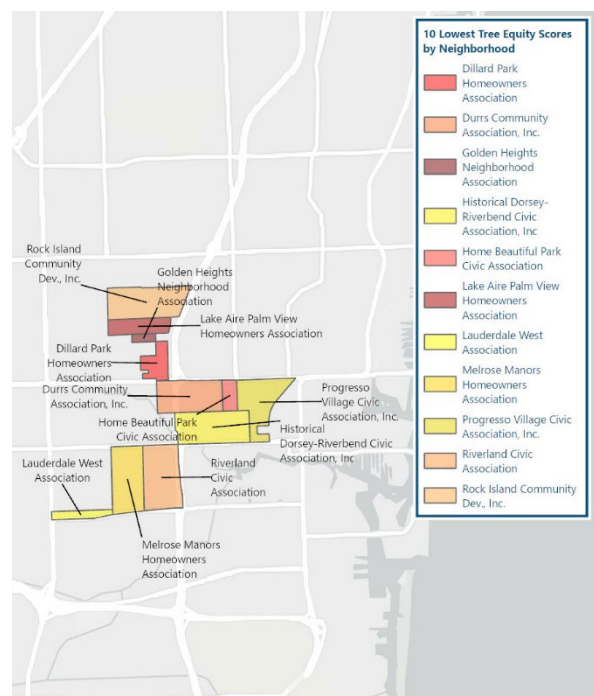 10 Lowest Tree Equity Scores
by Neighborhood
Dillard Park
Homeowners
Association
Durrs Community
Association, Inc.
Golden Heights
Neighborhood
Association
Historical Dorsey-
Riverbend Civic
Association, Inc
Home Beautiful Park
Civic Association
Lake Aire Palm View
Homeowners
Association
Lauderdale West
Association
Melrose Manors
Homeowners
Association
Progresso Village Civic
Association, Inc.
Riverland Civic
Association
Rock Island Community
Dev., Inc.
Rock Island
Community
Dev., Inc.
Golden Heights
Neighborhood
Association
Lake Aire Palm View
Homeowners Association
Dillard Park
Homeowners
Association
Durrs Community
Association, Inc.
Progresso
Village Civic
Association, Inc.
Home Beautiful Park
Civic Association
Historical
Dorsey-Riverbend Civic
Association, Inc
Lauderdale West
Association
Riverland
Civic
Association
Melrose Manors
Homeowners
Association